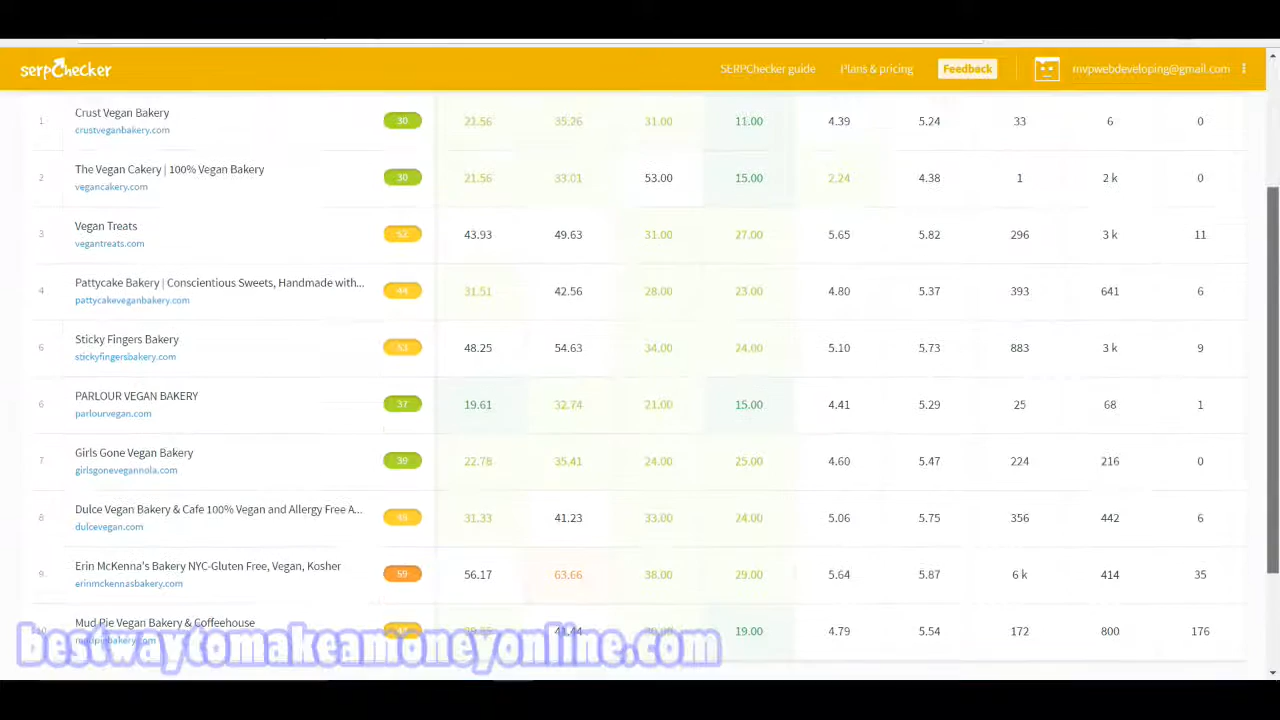 serpChecker SERPChecker guide Plans & pricing Feedback mvpwebdeveloping@gmail.com
1 Crust Vegan Bakery 30 21.56 35.26 31.00 11.00 4.39 5.24 33 6 0
crustveganbakery.com
2 The Vegan Cakery | 100% Vegan Bakery 30 21.56 33.01 53.00 15.00 2.24 4.38 1 2 k 0
vegancakery.com
3 Vegan Treats 52 43.93 49.63 31.00 27.00 5.65 5.82 296 3 k 11
vegantreats.com
4 Pattycake Bakery | Conscientious Sweets, Handmade with... 44 31.51 42.56 28.00 23.00 4.80 5.37 393 641 6
pattycakeveganbakery.com
6 Sticky Fingers Bakery 53 48.25 54.63 34.00 24.00 5.10 5.73 883 3 k 9
stickyfingersbakery.com
6 PARLOUR VEGAN BAKERY 37 19.61 32.74 21.00 15.00 4.41 5.29 25 68 1
parlourvegan.com
7 Girls Gone Vegan Bakery 39 22.78 35.41 24.00 25.00 4.60 5.47 224 216 0
girlsgonevegannola.com
8 Dulce Vegan Bakery & Cafe 100% Vegan and Allergy Free A... 31.33 41.23 33.00 24.00 5.06 5.75 356 442 6
dulcevegan.com
9 Erin McKenna's Bakery NYC-Gluten Free, Vegan, Kosher 59 56.17 63.66 38.00 29.00 5.64 5.87 6 k 414 35
erinmckennasbakery.com
Mud Pie Vegan Bakery & Coffeehouse 41.44 19.00 4.79 5.54 172 800 176
bestwaytomakeamoneyonline.com